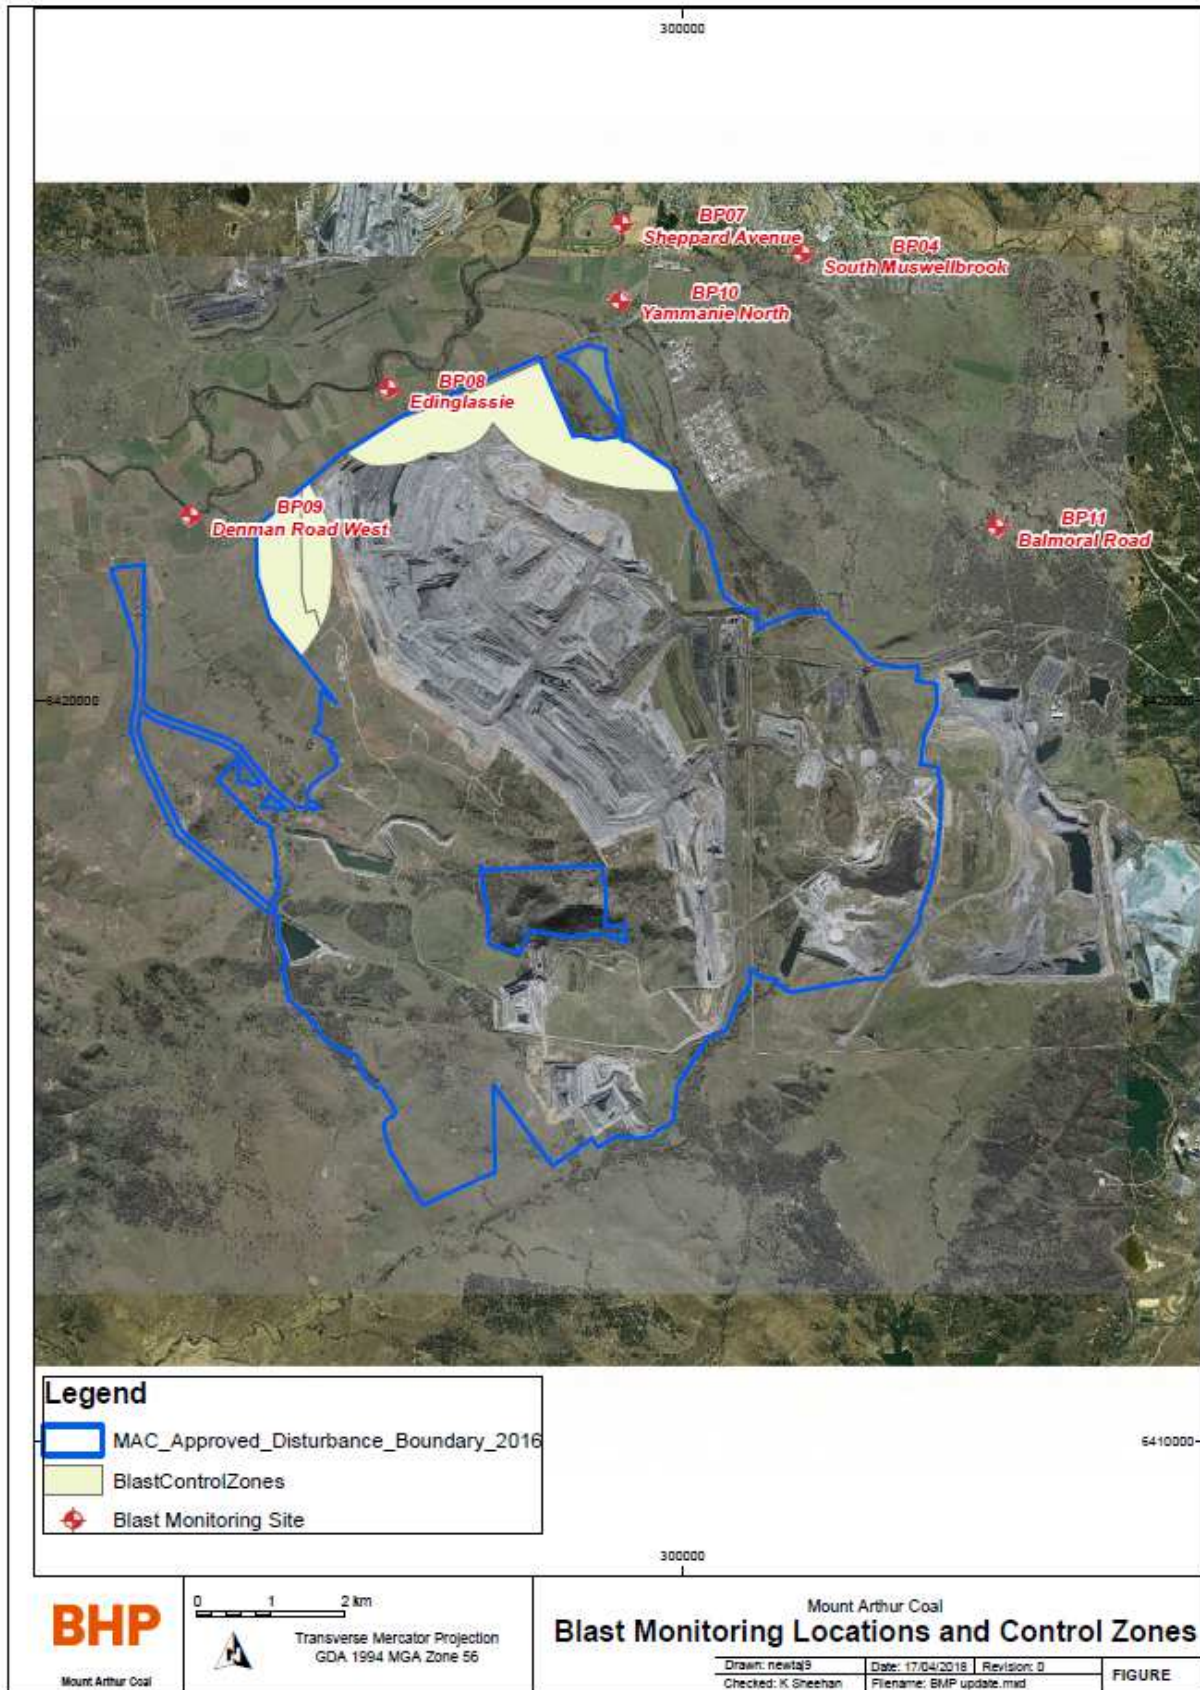 300000
BP07
Sheppard Avenue
BP04
South Muswellbrook
BP10
Yammanie North
BP08
Edinglassie
BP09
Denman Road West
BP11
Balmoral Road
6420000
6420000
Legend
MAC_Approved_Disturbance_Boundary_2016
BlastControlZones
Blast Monitoring Site
6410000
300000
BHP
Mount Arthur Coal
0 1 2 km
N
Transverse Mercator Projection
GDA 1994 MGA Zone 56
Mount Arthur Coal
Blast Monitoring Locations and Control Zones
Drawn: newtaj9
Date: 17/04/2018
Revision: 0
Checked: K Sheehan
Filename: BMP update.mxd
FIGURE